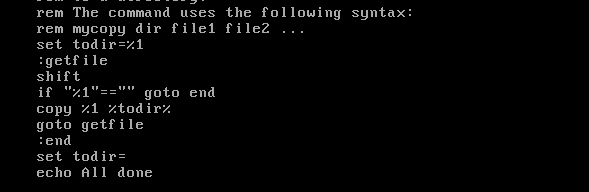 rem The command uses the following syntax:
rem mycopy dir file1 file2 ...
set todir=%1
:getfile
shift
if "%1"=="" goto end
copy %1 %todir%
goto getfile
:end
set todir=
echo All done